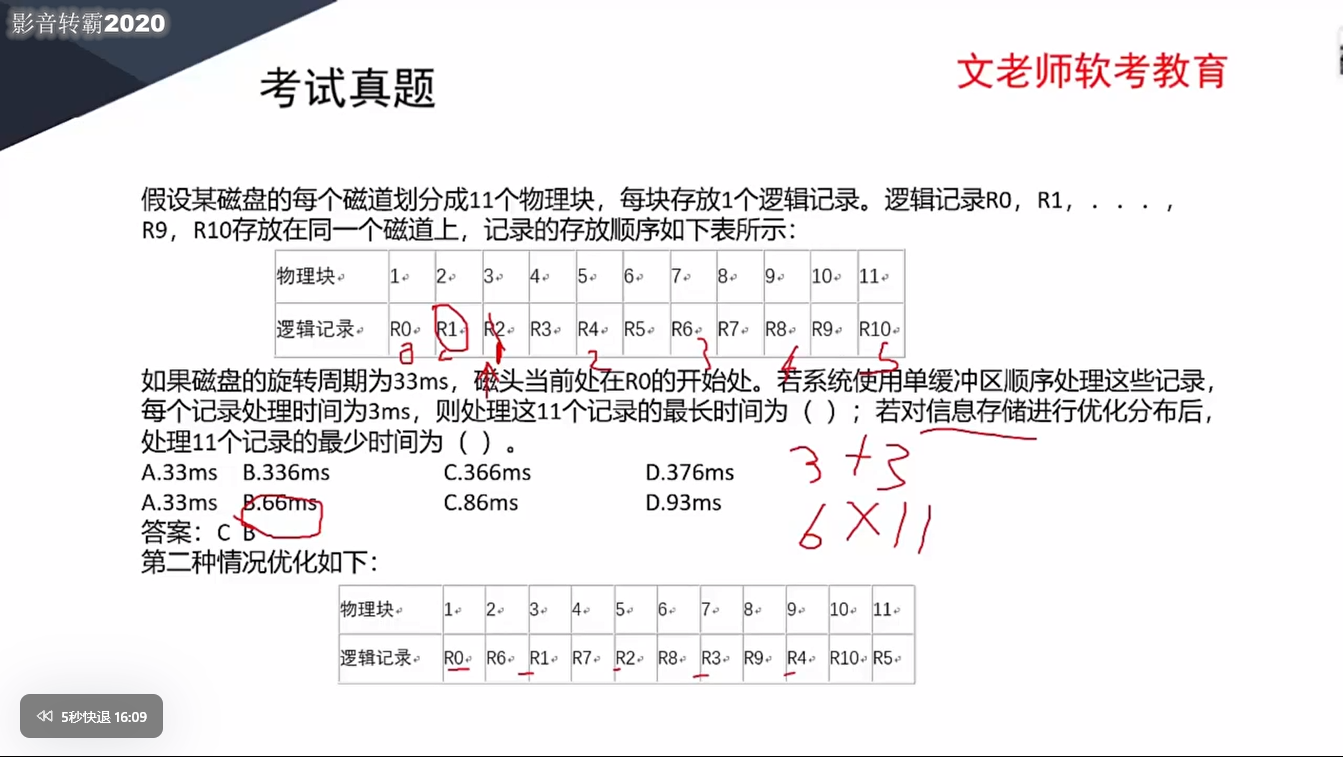 影音转霸2020
考试真题
文老师软考教育
假设某磁盘的每个磁道划分成11个物理块，每块存放1个逻辑记录。逻辑记录R0，R1，．．．，
R9，R10存放在同一个磁道上，记录的存放顺序如下表所示：
物理块 1 2 3 4 5 6 7 8 9 10 11
逻辑记录 R0 R1 R2 R3 R4 R5 R6 R7 R8 R9 R10
2 3 4 5
如果磁盘的旋转周期为33ms，磁头当前处在R0的开始处。若系统使用单缓冲区顺序处理这些记录，
每个记录处理时间为3ms，则处理这11个记录的最长时间为（ ）；若对信息存储进行优化分布后，
处理11个记录的最少时间为（ ）。
3+3
A.33ms B.336ms C.366ms D.376ms
A.33ms B.66ms C.86ms D.93ms
6×11
答案：C B
第二种情况优化如下：
物理块 1 2 3 4 5 6 7 8 9 10 11
逻辑记录 R0 R6 R1 R7 R2 R8 R3 R9 R4 R10 R5
5秒快退 16:09